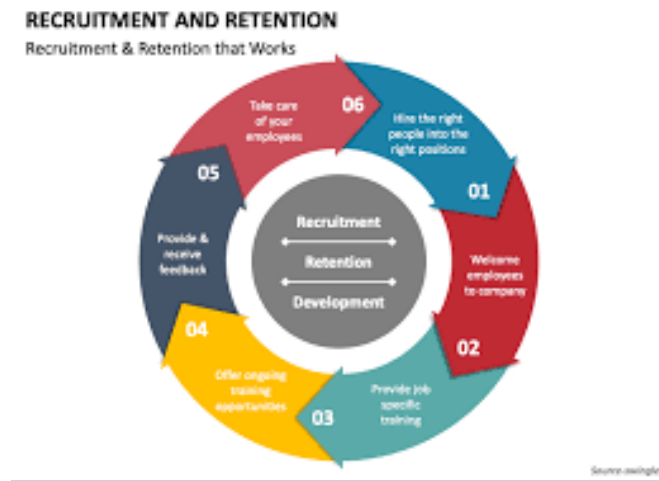 RECRUITMENT AND RETENTION
Recruitment & Retention that Works
Hire the right
people into the
right positions
01
Welcome
employees
to company
02
Provide job
specific
training
03
Offer ongoing
training
opportunities
04
Provide &
receive
feedback
05
Take care
of your
employees
06
Recruitment
Retention
Development